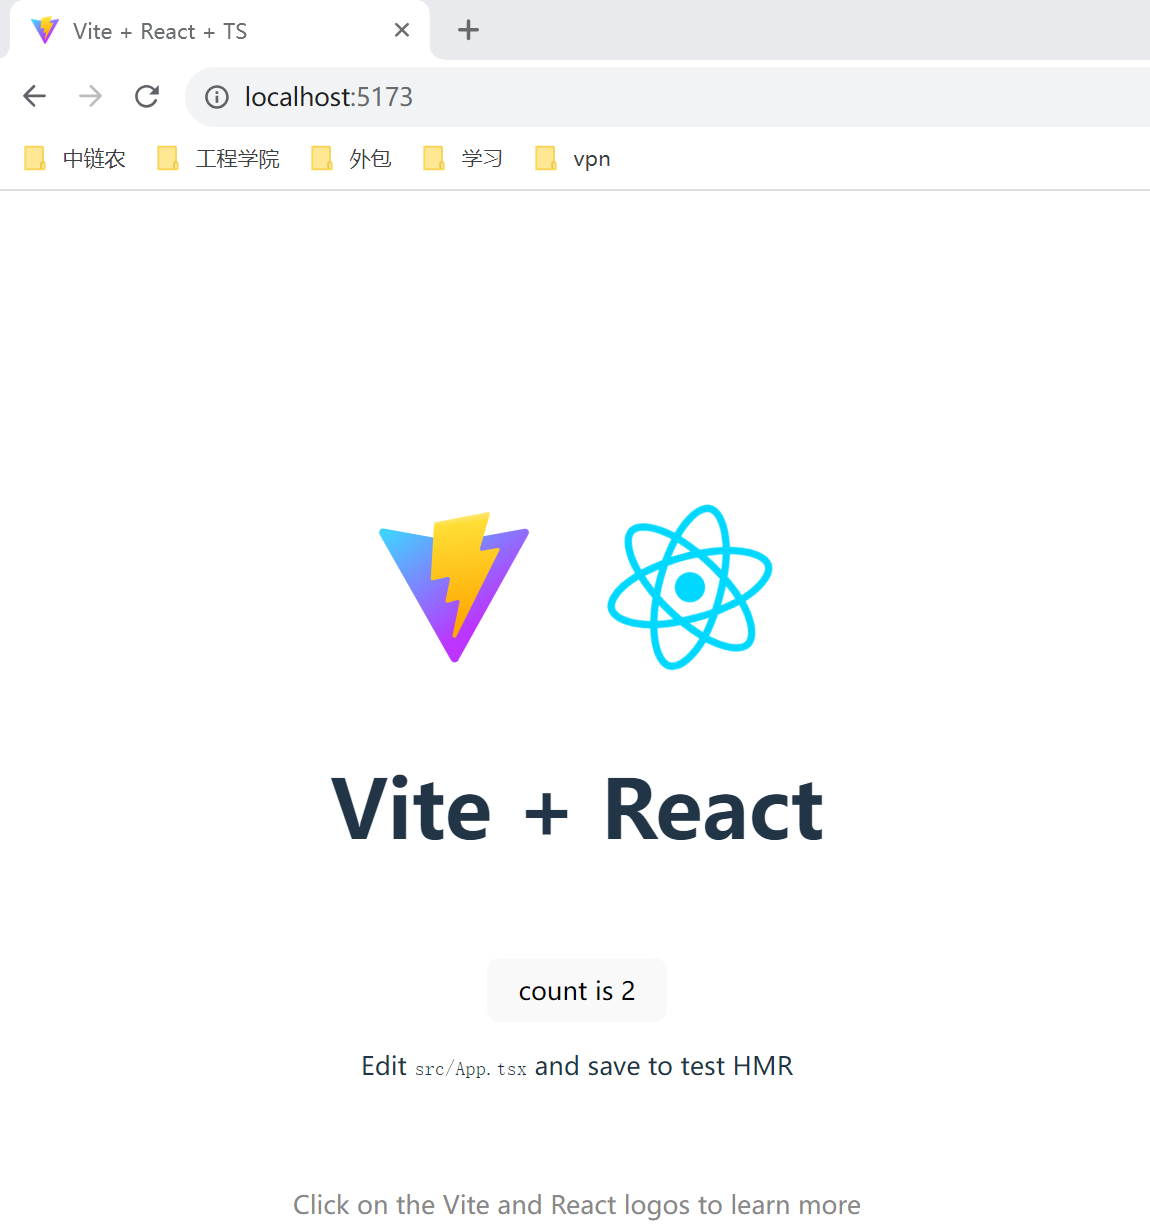 Vite + React + TS
localhost:5173
中链农 工程学院 外包 学习 vpn
Vite + React
count is 2
Edit src/App.tsx and save to test HMR
Click on the Vite and React logos to learn more